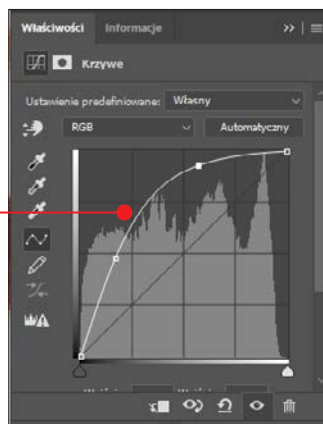 Właściwości Informacje
Krzywe
Ustawienie predefiniowane: Własny
RGB Automatyczny